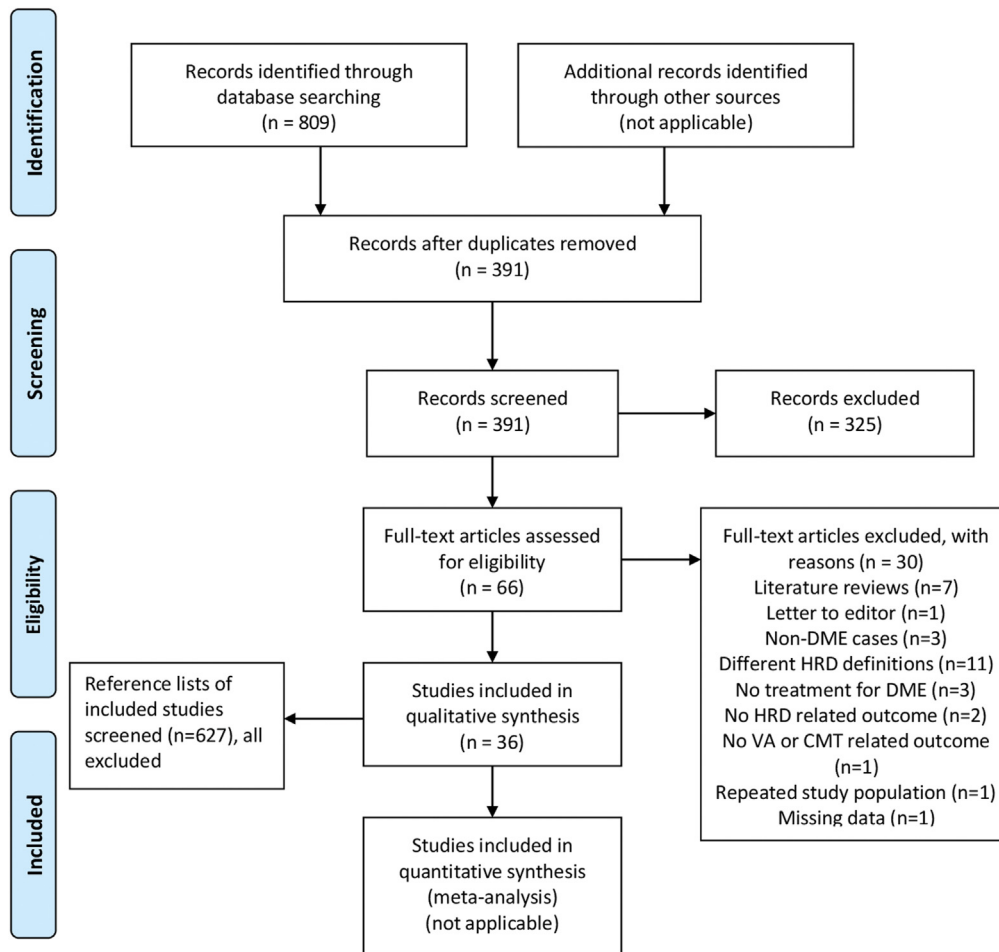 Identification
Records identified through
database searching
(n = 809)
Additional records identified
through other sources
(not applicable)
Records after duplicates removed
(n = 391)
Screening
Records screened
(n = 391)
Records excluded
(n = 325)
Eligibility
Full-text articles assessed
for eligibility
(n = 66)
Full-text articles excluded, with
reasons (n = 30)
Literature reviews (n=7)
Letter to editor (n=1)
Non-DME cases (n=3)
Different HRD definitions (n=11)
No treatment for DME (n=3)
No HRD related outcome (n=2)
No VA or CMT related outcome
(n=1)
Repeated study population (n=1)
Missing data (n=1)
Reference lists of
included studies
screened (n=627), all
excluded
Studies included in
qualitative synthesis
(n = 36)
Included
Studies included in
quantitative synthesis
(meta-analysis)
(not applicable)